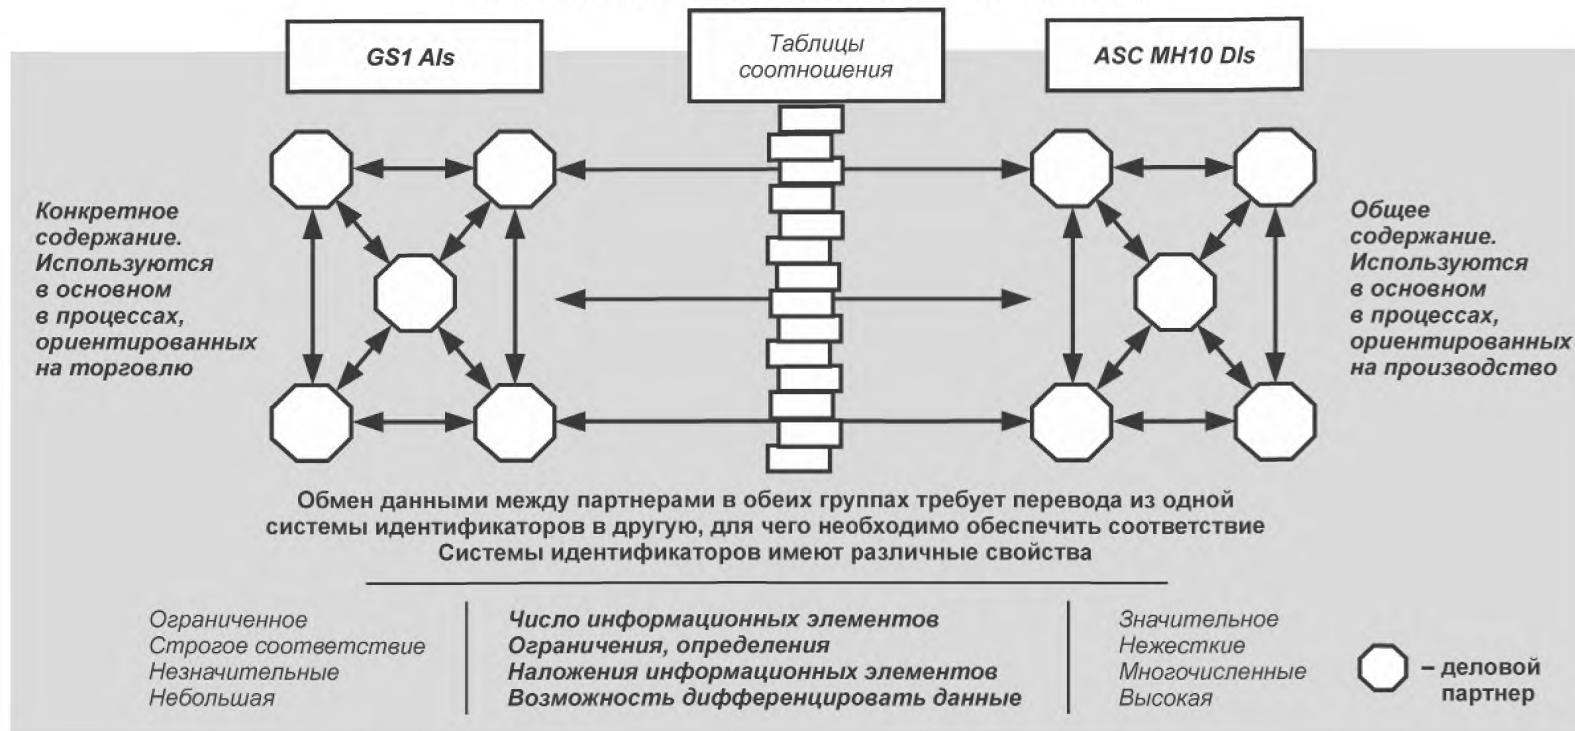 GS1 AIs
Таблицы
соотношения
ASC MH10 DIs
Конкретное
содержание.
Используются
в основном
в процессах,
ориентированных
на торговлю
Общее
содержание.
Используются
в основном
в процессах,
ориентированных
на производство
Обмен данными между партнерами в обеих группах требует перевода из одной
системы идентификаторов в другую, для чего необходимо обеспечить соответствие
Системы идентификаторов имеют различные свойства
Ограниченное
Строгое соответствие
Незначительные
Небольшая
Число информационных элементов
Ограничения, определения
Наложения информационных элементов
Возможность дифференцировать данные
Значительное
Нежесткие
Многочисленные
Высокая
– деловой
партнер